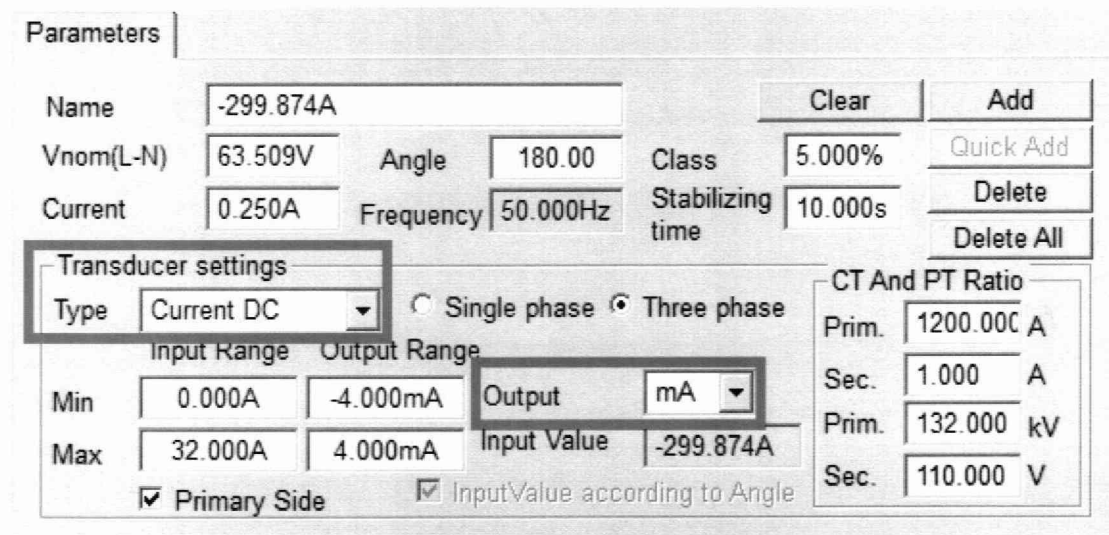 Parameters
Name -299.874A Clear Add
Vnom(L-N) 63.509V Angle 180.00 Class 5.000% Quick Add
Current 0.250A Frequency 50.000Hz Stabilizing time 10.000s Delete
Delete All
Transducer settings
Type Current DC Single phase Three phase
Input Range Output Range
Min 0.000A -4.000mA Output mA
Max 32.000A 4.000mA Input Value -299.874A
Primary Side InputValue according to Angle
CT And PT Ratio
Prim. 1200.000 A
Sec. 1.000 A
Prim. 132.000 kV
Sec. 110.000 V